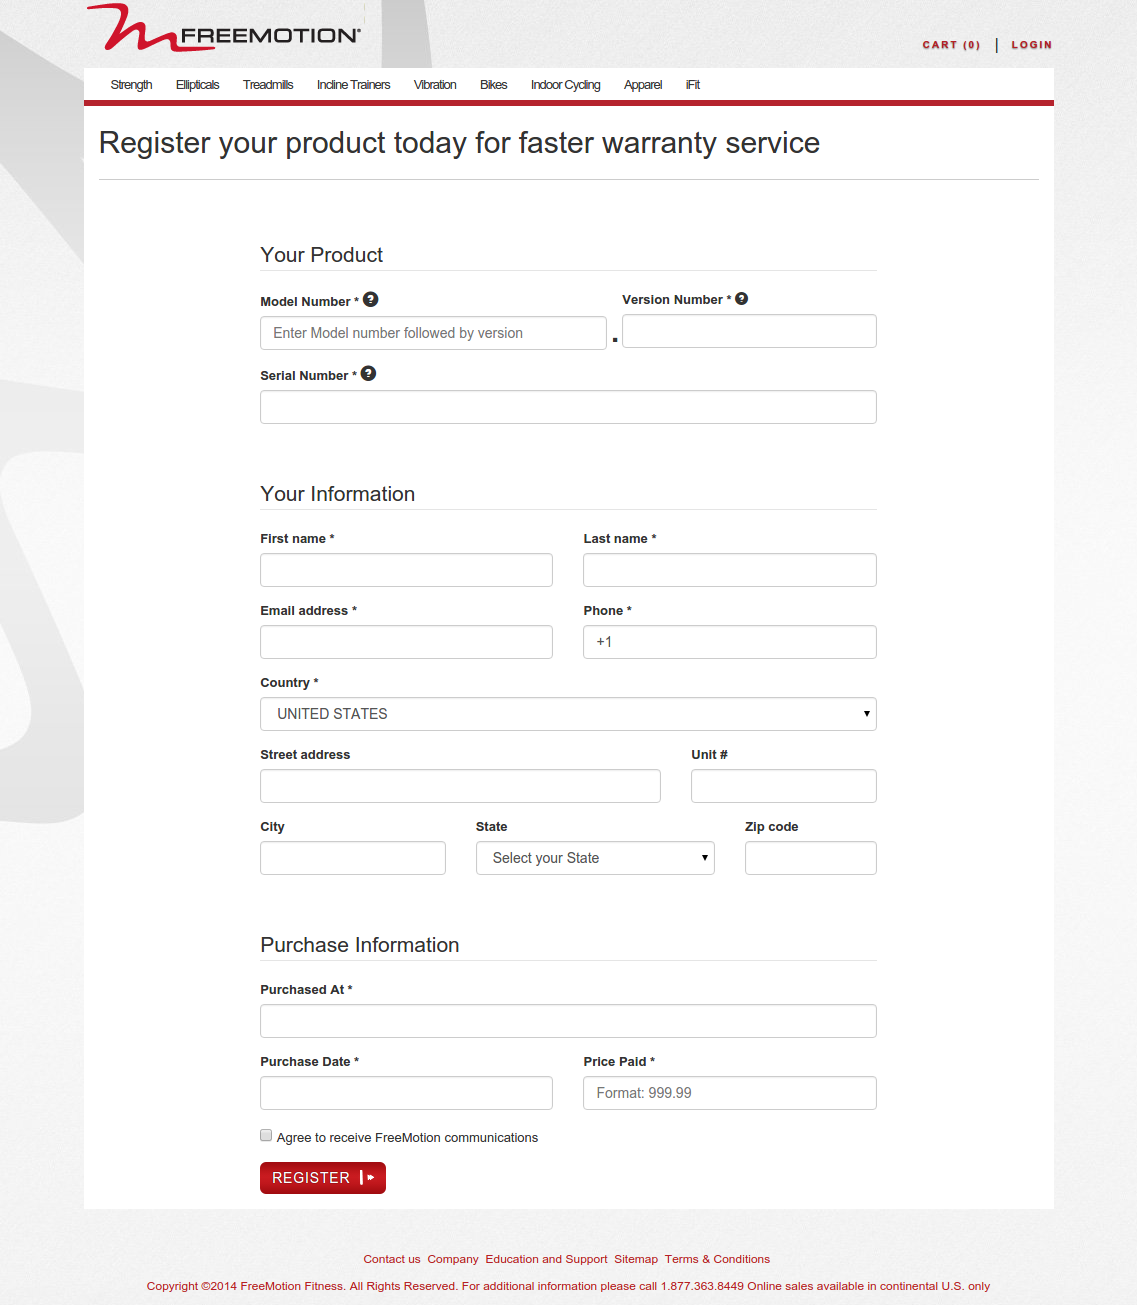 FREEMOTION®
CART (0) | LOGIN
Strength Ellipticals Treadmills Incline Trainers Vibration Bikes Indoor Cycling Apparel iFit
Register your product today for faster warranty service
Your Product
Model Number * ? Version Number * ?
Enter Model number followed by version .
Serial Number * ?
Your Information
First name * Last name *
Email address * Phone *
+1
Country *
UNITED STATES
Street address Unit #
City State Zip code
Select your State
Purchase Information
Purchased At *
Purchase Date * Price Paid *
Format: 999.99
Agree to receive FreeMotion communications
REGISTER
Contact us Company Education and Support Sitemap Terms & Conditions
Copyright ©2014 FreeMotion Fitness. All Rights Reserved. For additional information please call 1.877.363.8449 Online sales available in continental U.S. only